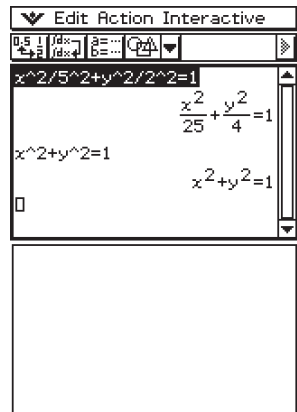 Edit Action Interactive
x^2/5^2+y^2/2^2=1
x²/25+y²/4=1
x^2+y^2=1
x²+y²=1